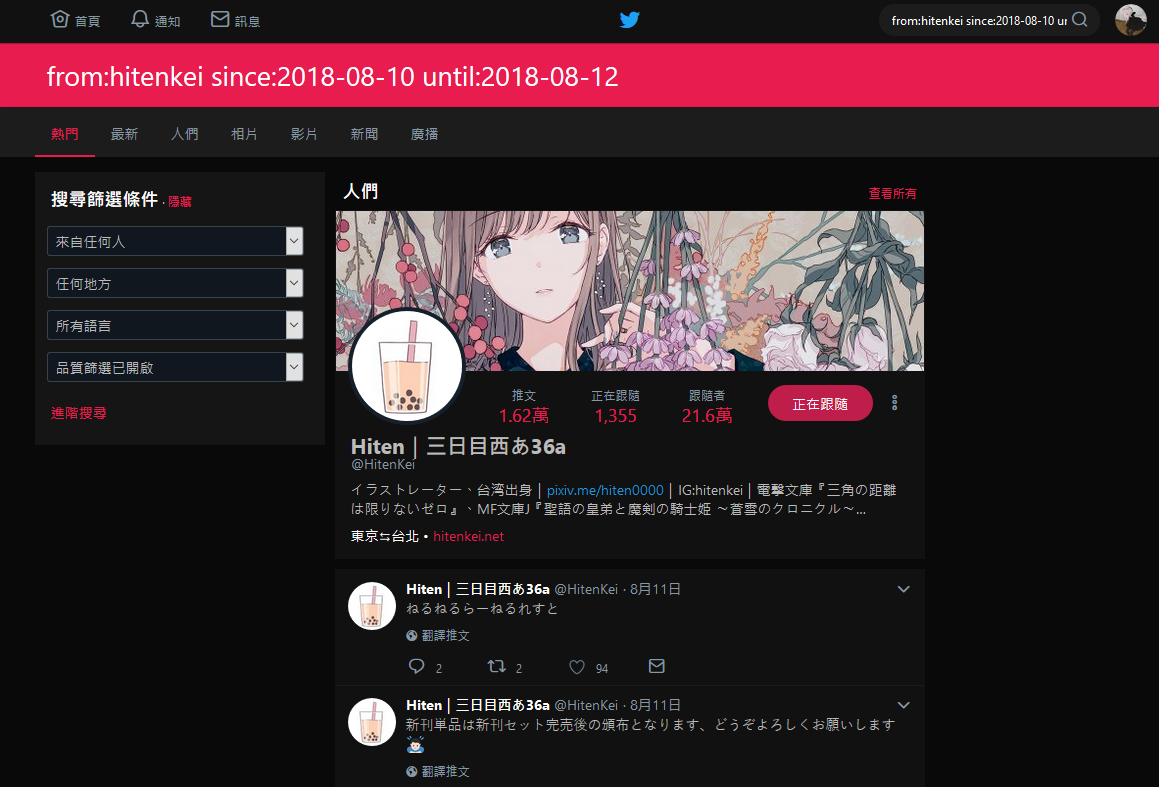 首頁 通知 訊息 from:hitenkei since:2018-08-10 ur
from:hitenkei since:2018-08-10 until:2018-08-12
熱門 最新 人們 相片 影片 新聞 廣播
搜尋篩選條件 · 隱藏
來自任何人
任何地方
所有語言
品質篩選已開啟
進階搜尋
人們 查看所有
推文 正在跟隨 跟隨者
1.62萬 1,355 21.6萬 正在跟隨
Hiten | 三日目西あ36a
@HitenKei
イラストレーター、台湾出身 | pixiv.me/hiten0000 | IG:hitenkei | 電撃文庫『三角の距離
は限りないゼロ』、MF文庫J『聖語の皇弟と魔剣の騎士姫 ～蒼雪のクロニクル～...
東京⇆台北 • hitenkei.net
Hiten | 三日目西あ36a @HitenKei · 8月11日
ねるねるらーねるれすと
翻譯推文
2 2 94
Hiten | 三日目西あ36a @HitenKei · 8月11日
新刊単品は新刊セット完売後の頒布となります、どうぞよろしくお願いします
🙇🏻
翻譯推文